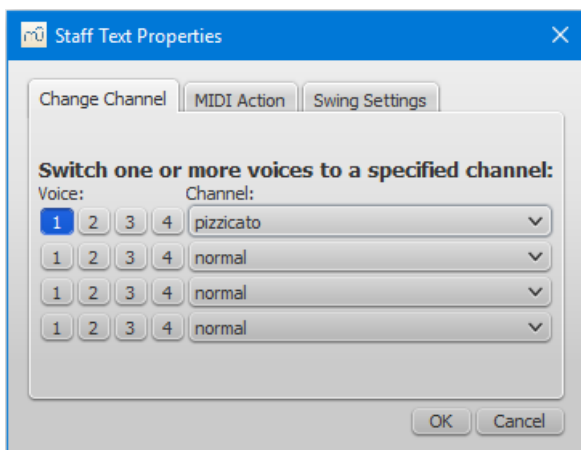 Staff Text Properties
Change Channel MIDI Action Swing Settings
Switch one or more voices to a specified channel:
Voice: Channel:
1 2 3 4 pizzicato
1 2 3 4 normal
1 2 3 4 normal
1 2 3 4 normal
OK Cancel